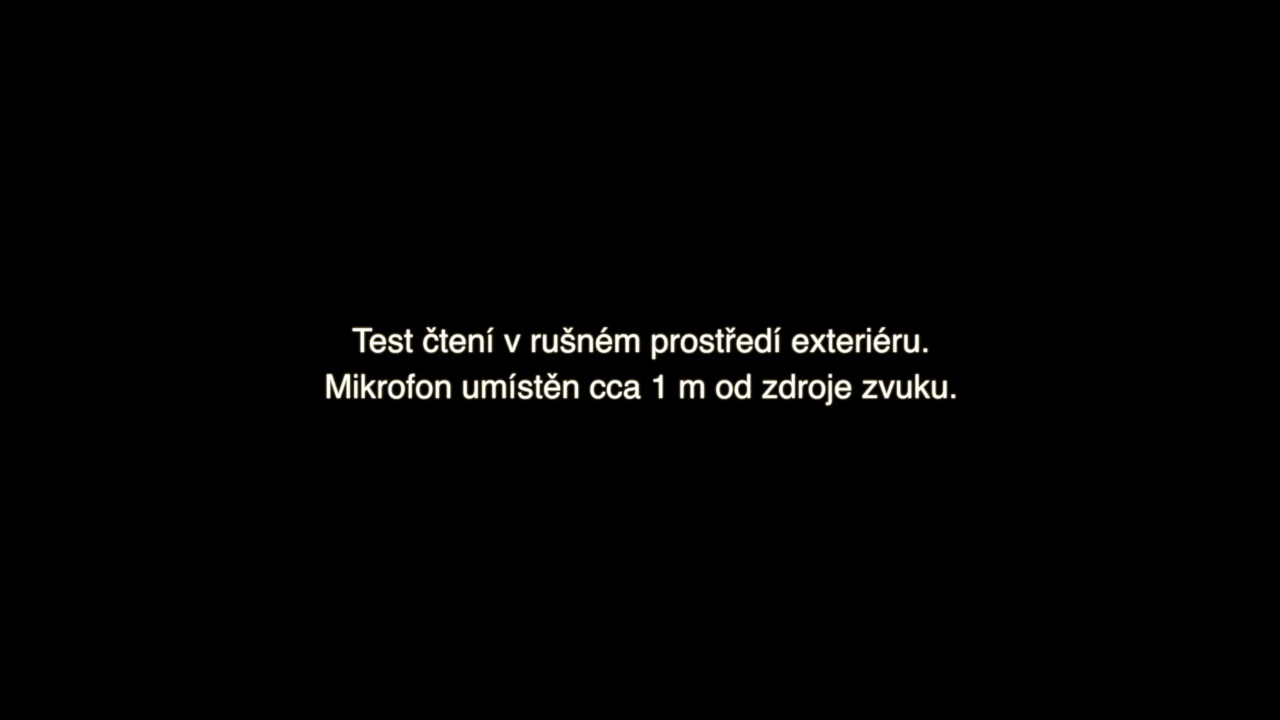 Test čtení v rušném prostředí exteriéru.
Mikrofon umístěn cca 1 m od zdroje zvuku.